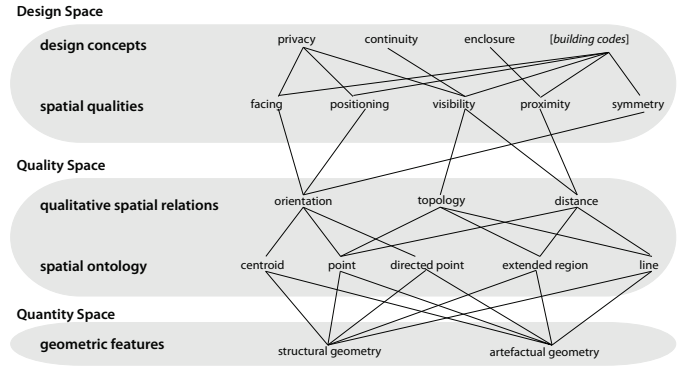 Design Space
design concepts privacy continuity enclosure [building codes]
spatial qualities facing positioning visibility proximity symmetry
Quality Space
qualitative spatial relations orientation topology distance
spatial ontology centroid point directed point extended region line
Quantity Space
geometric features structural geometry artefactual geometry